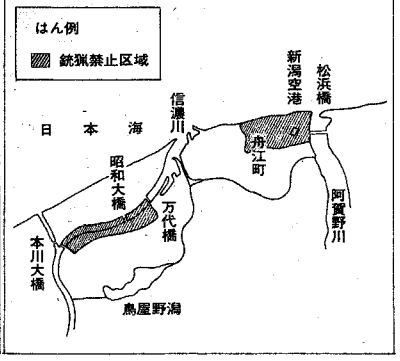 はん例
銃猟禁止区域
日本海
信濃川
新潟空港
松浜橋
昭和大橋
舟江町
万代橋
阿賀野川
本川大橋
鳥屋野潟